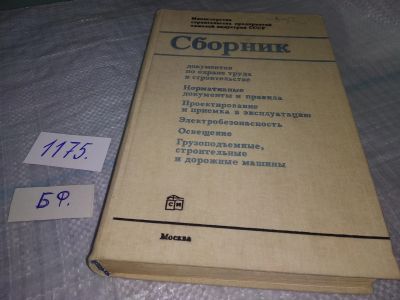 Министерство
строительства предприятий
тяжелой индустрии СССР
Сборник
документов
по охране труда
в строительстве
Нормативные
документы и правила
Проектирование
и приемка в эксплуатацию
Электробезопасность
Освещение
Грузоподъемные,
строительные
и дорожные машины
Москва
1175.
БФ.